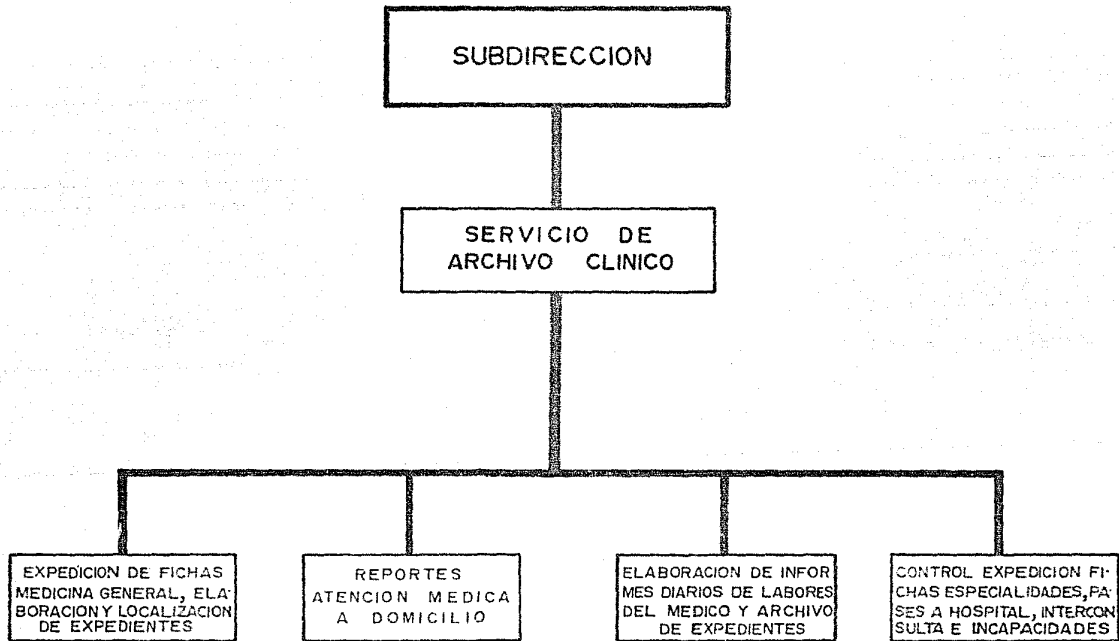 SUBDIRECCION
SERVICIO DE
ARCHIVO CLINICO
EXPEDICION DE FICHAS
MEDICINA GENERAL, ELA-
BORACION Y LOCALIZACION
DE EXPEDIENTES
REPORTES
ATENCION MEDICA
A DOMICILIO
ELABORACION DE INFOR
MES DIARIOS DE LABORES
DEL MEDICO Y ARCHIVO
DE EXPEDIENTES
CONTROL EXPEDICION FI-
CHAS ESPECIALIDADES, PA-
SES A HOSPITAL, INTERCON
SULTA E INCAPACIDADES